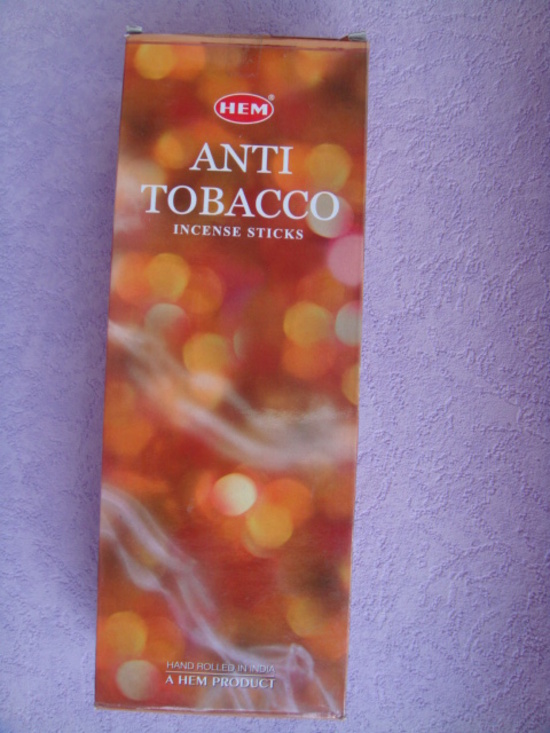 HEM®
ANTI
TOBACCO
INCENSE STICKS
HAND ROLLED IN INDIA
A HEM PRODUCT